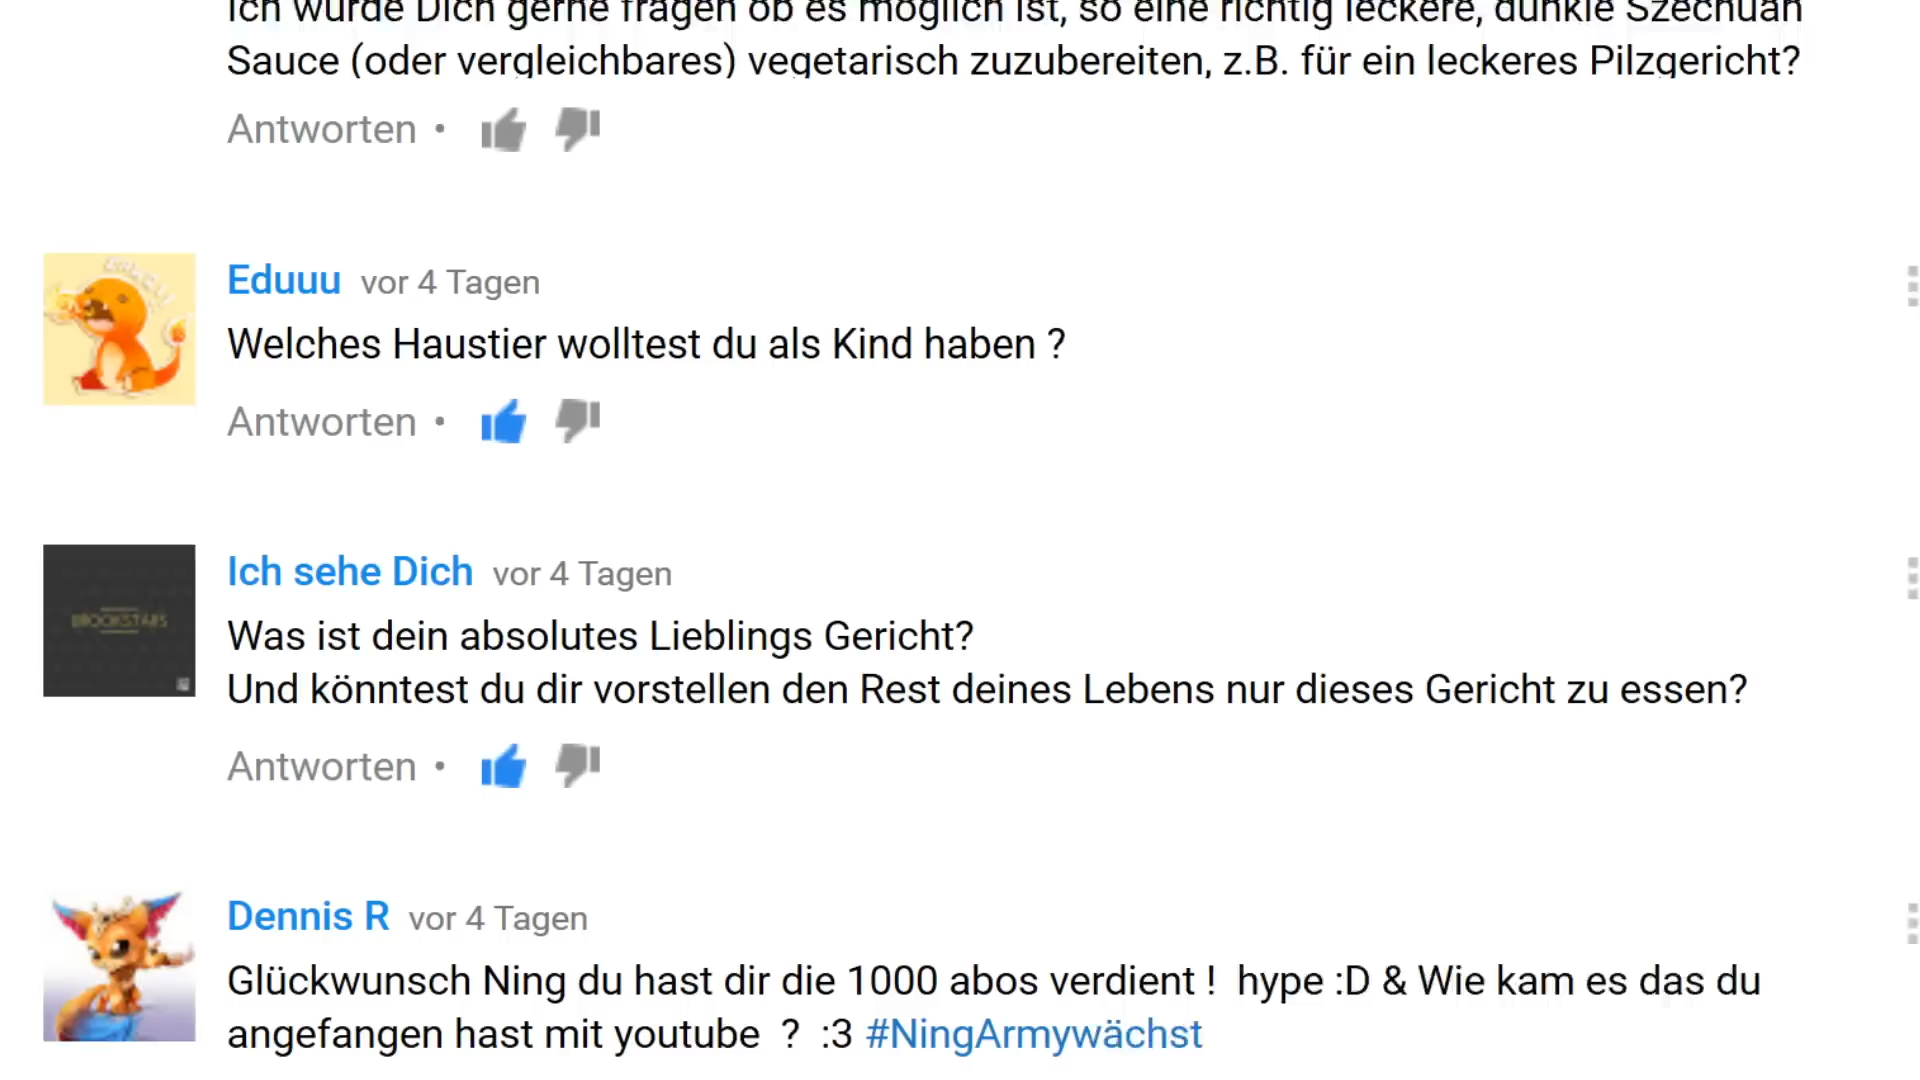 Ich würde Dich gerne fragen ob es möglich ist, so eine richtig leckere, dunkle Szechuan
Sauce (oder vergleichbares) vegetarisch zuzubereiten, z.B. für ein leckeres Pilzgericht?
Antworten •
Eduuu vor 4 Tagen
Welches Haustier wolltest du als Kind haben ?
Antworten •
Ich sehe Dich vor 4 Tagen
BROOKSTABS
Was ist dein absolutes Lieblings Gericht?
Und könntest du dir vorstellen den Rest deines Lebens nur dieses Gericht zu essen?
Antworten •
Dennis R vor 4 Tagen
Glückwunsch Ning du hast dir die 1000 abos verdient ! hype :D & Wie kam es das du
angefangen hast mit youtube ? :3 #NingArmywächst